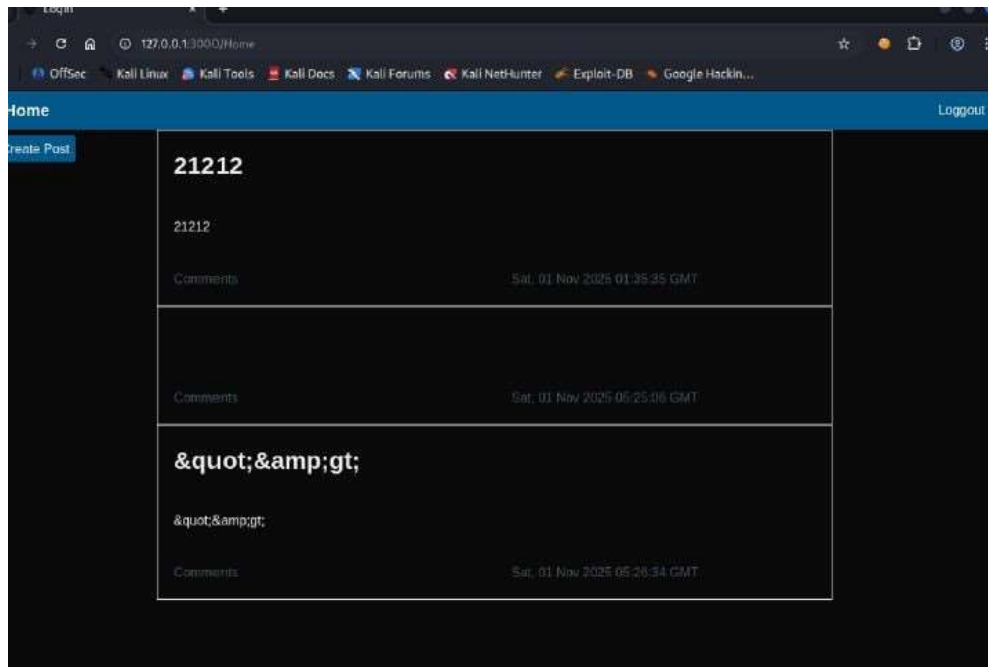 Login
127.0.0.1:3000/Home
OffSec Kali Linux Kali Tools Kali Docs Kali Forums Kali NetHunter Exploit-DB Google Hackin...
Home Loggout
Create Post
21212
21212
Comments Sat, 01 Nov 2025 01:35:35 GMT
Comments Sat, 01 Nov 2025 05:25:06 GMT
&quot;&amp;gt;
&quot;&amp;gt;
Comments Sat, 01 Nov 2025 05:26:34 GMT